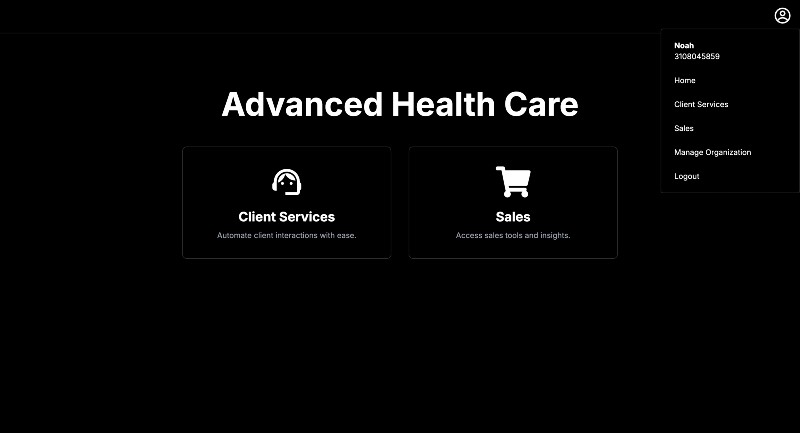 Noah
3108045859
Home
Client Services
Sales
Manage Organization
Logout
Advanced Health Care
Client Services
Automate client interactions with ease.
Sales
Access sales tools and insights.